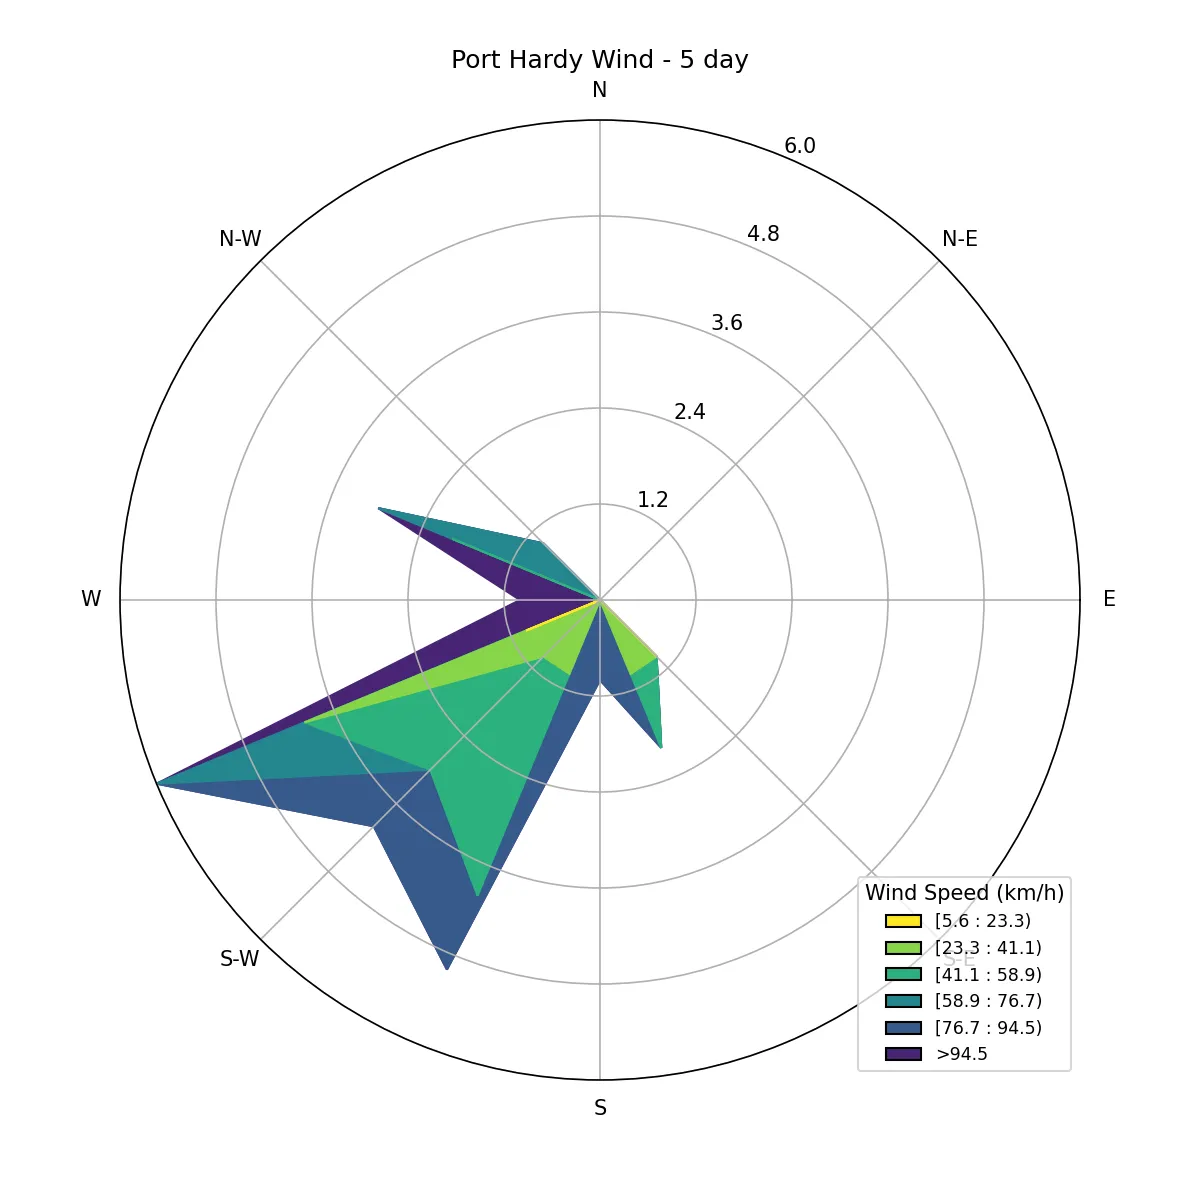 Port Hardy Wind - 5 day
N
6.0
4.8
N-W
N-E
3.6
2.4
1.2
W
E
S-W
S-E
Wind Speed (km/h)
[5.6 : 23.3)
[23.3 : 41.1)
[41.1 : 58.9)
[58.9 : 76.7)
[76.7 : 94.5)
>94.5
S